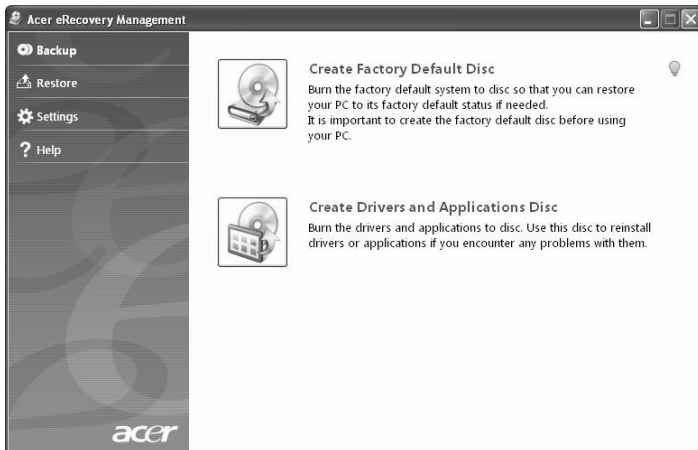 Acer eRecovery Management
Backup
Restore
Settings
? Help
Create Factory Default Disc
Burn the factory default system to disc so that you can restore
your PC to its factory default status if needed.
It is important to create the factory default disc before using
your PC.
Create Drivers and Applications Disc
Burn the drivers and applications to disc. Use this disc to reinstall
drivers or applications if you encounter any problems with them.
acer